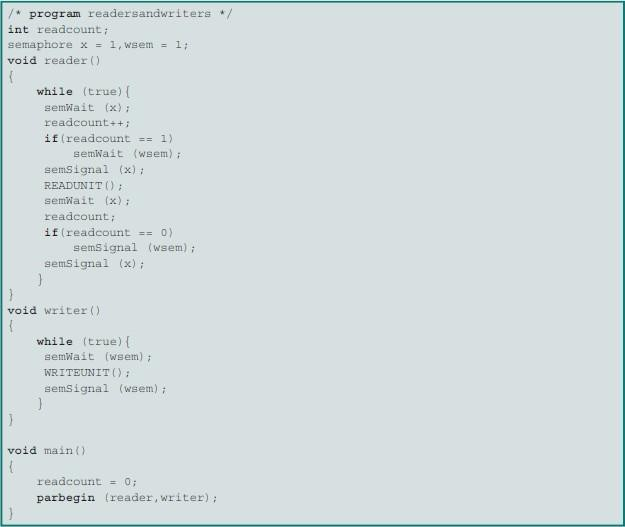 /* program readersandwriters */
int readcount;
semaphore x = 1,wsem = 1;
void reader()
{
while (true){
semWait (x);
readcount++;
if(readcount == 1)
semWait (wsem);
semSignal (x);
READUNIT();
semWait (x);
readcount;
if(readcount == 0)
semSignal (wsem);
semSignal (x);
}
}
void writer()
{
while (true){
semWait (wsem);
WRITEUNIT();
semSignal (wsem);
}
}
void main()
{
readcount = 0;
parbegin (reader,writer);
}